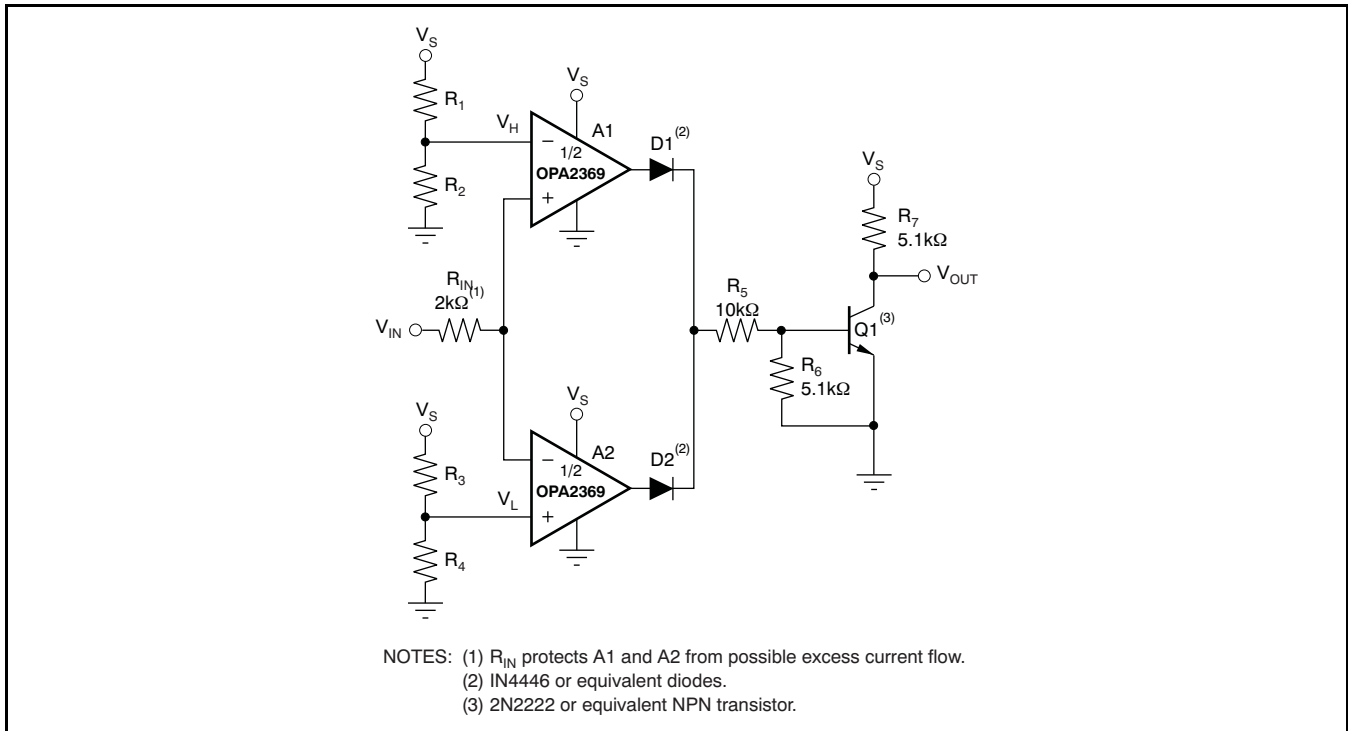 V_S
R_1
V_H
R_2
V_S
A1
−
1/2
OPA2369
+
D1^(2)
V_S
R_7
5.1kΩ
V_OUT
R_IN
2kΩ^(1)
V_IN
R_5
10kΩ
Q1^(3)
R_6
5.1kΩ
V_S
R_3
V_L
R_4
V_S
A2
−
1/2
OPA2369
+
D2^(2)
NOTES: (1) R_IN protects A1 and A2 from possible excess current flow.
(2) IN4446 or equivalent diodes.
(3) 2N2222 or equivalent NPN transistor.